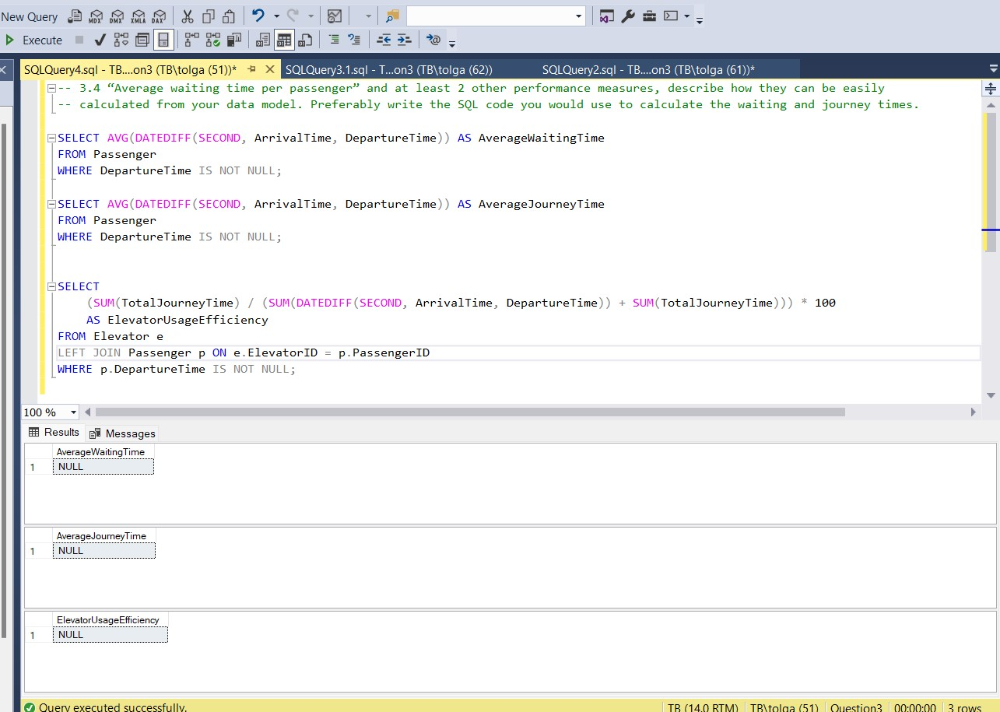 New Query MDX DMX XMLA DAX
Execute
SQLQuery4.sql - TB....on3 (TB\tolga (51))* SQLQuery3.1.sql - T...on3 (TB\tolga (62)) SQLQuery2.sql - TB....on3 (TB\tolga (61))*
-- 3.4 “Average waiting time per passenger” and at least 2 other performance measures, describe how they can be easily
-- calculated from your data model. Preferably write the SQL code you would use to calculate the waiting and journey times.
SELECT AVG(DATEDIFF(SECOND, ArrivalTime, DepartureTime)) AS AverageWaitingTime
FROM Passenger
WHERE DepartureTime IS NOT NULL;
SELECT AVG(DATEDIFF(SECOND, ArrivalTime, DepartureTime)) AS AverageJourneyTime
FROM Passenger
WHERE DepartureTime IS NOT NULL;
SELECT
(SUM(TotalJourneyTime) / (SUM(DATEDIFF(SECOND, ArrivalTime, DepartureTime)) + SUM(TotalJourneyTime))) * 100
AS ElevatorUsageEfficiency
FROM Elevator e
LEFT JOIN Passenger p ON e.ElevatorID = p.PassengerID
WHERE p.DepartureTime IS NOT NULL;
100 %
Results Messages
AverageWaitingTime
1 NULL
AverageJourneyTime
1 NULL
ElevatorUsageEfficiency
1 NULL
Query executed successfully. TB (14.0 RTM) TB\tolga (51) Question3 00:00:00 3 rows